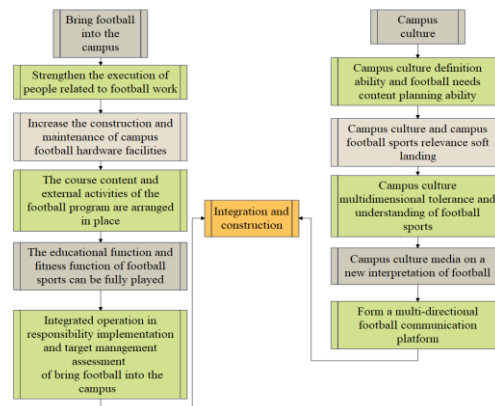 Bring football
into the
campus
Strengthen the execution of
people related to football work
Increase the construction and
maintenance of campus
football hardware facilities
The course content and
external activities of the
football program are arranged
in place
The educational function and
fitness function of football
sports can be fully played
Integrated operation in
responsibility implementation
and target management
assessment
of bring football into the
campus
Integration and
construction
Campus
culture
Campus culture definition
ability and football needs
content planning ability
Campus culture and campus
football sports relevance soft
landing
Campus culture
multidimensional tolerance and
understanding of football
sports
Campus culture media on a
new interpretation of football
Form a multi-directional
football communication
platform